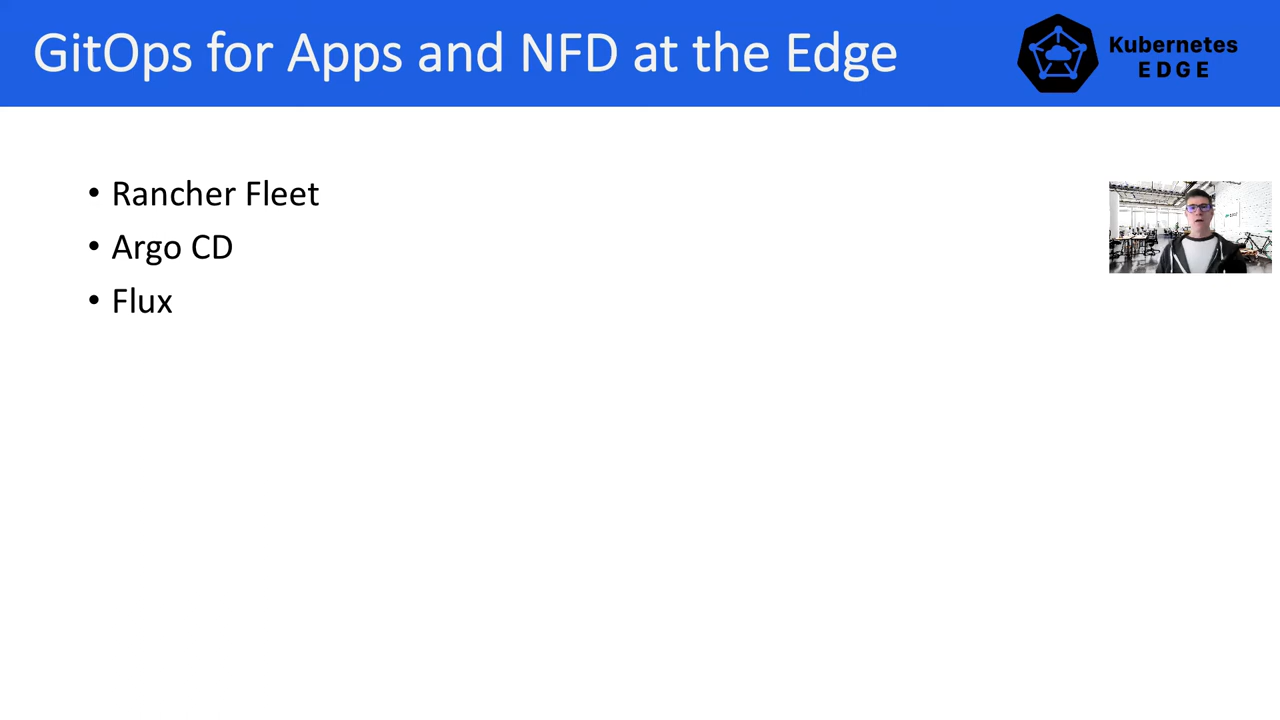 GitOps for Apps and NFD at the Edge
Kubernetes
EDGE
• Rancher Fleet
• Argo CD
• Flux